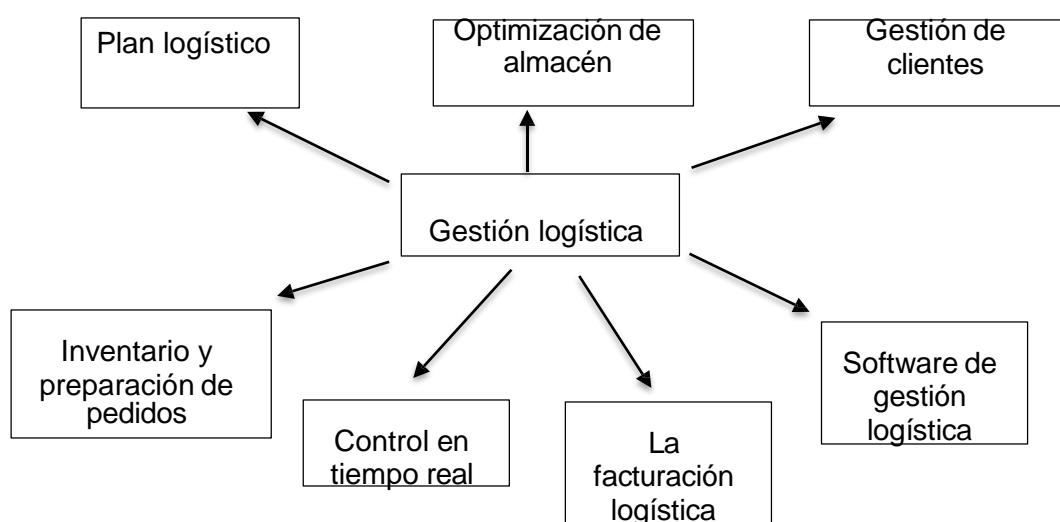 Plan logístico
Optimización de
almacén
Gestión de
clientes
Gestión logística
Inventario y
preparación de
pedidos
Control en
tiempo real
La
facturación
logística
Software de
gestión
logística